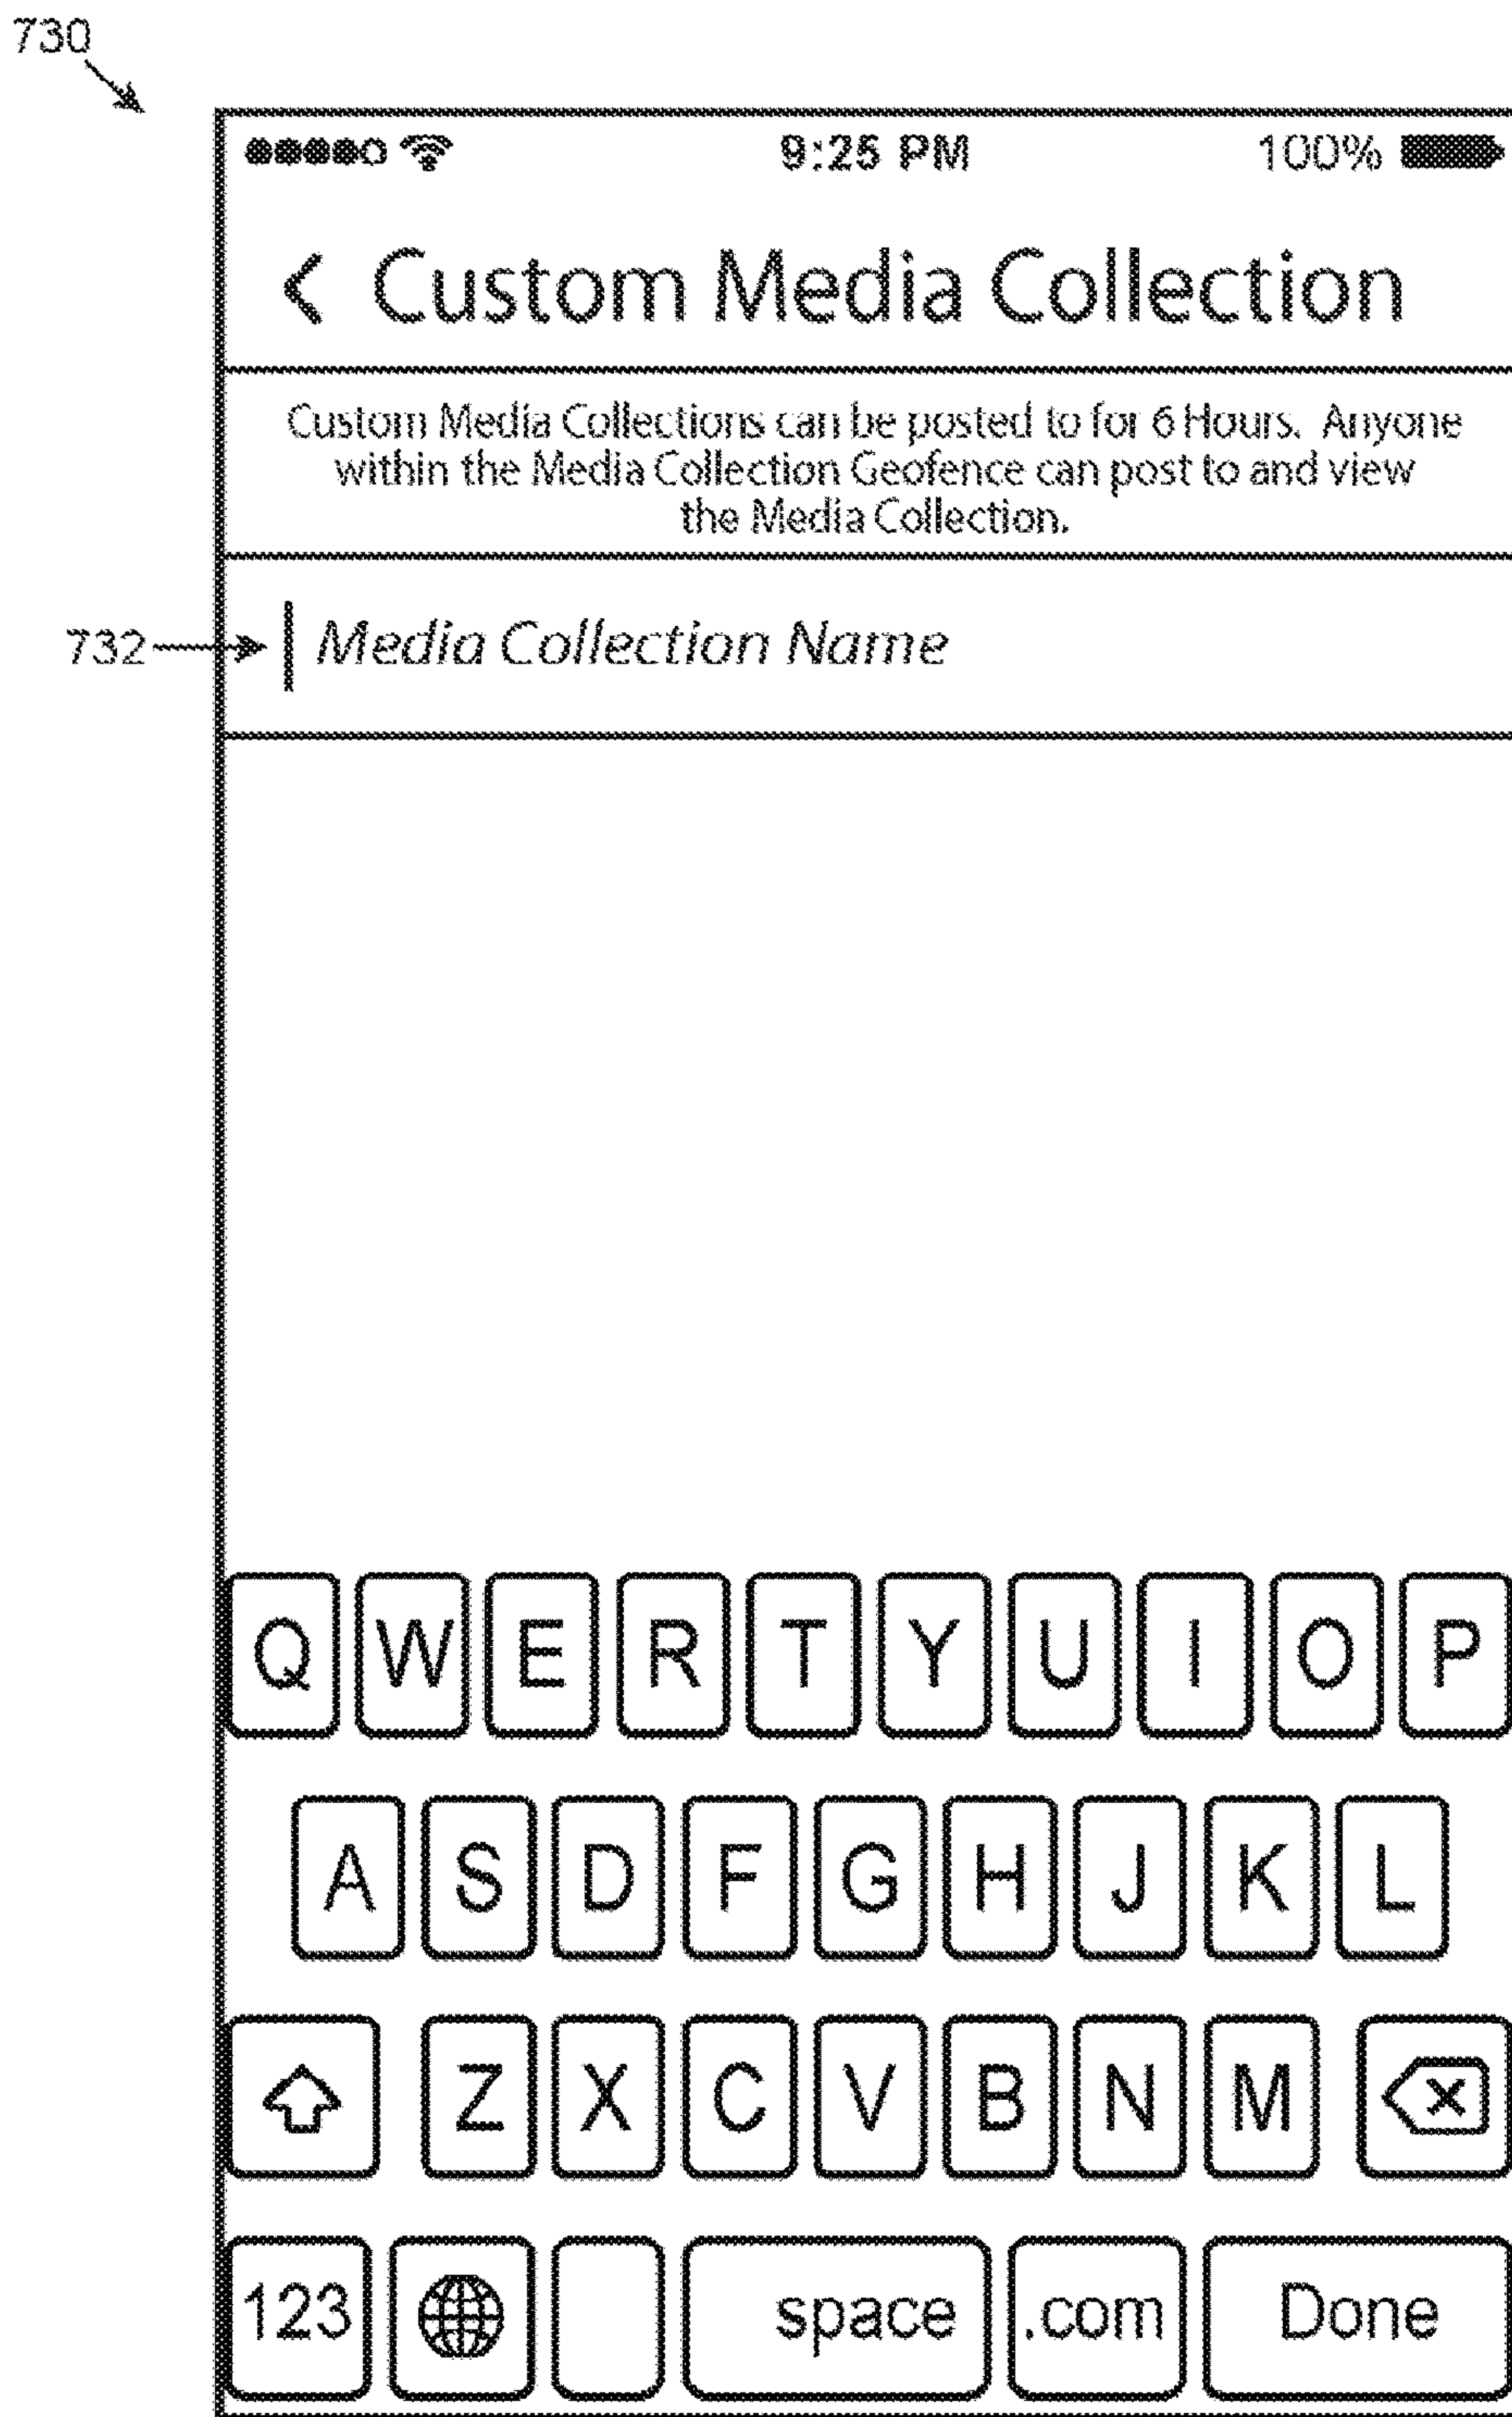 730
9:25 PM 100%
< Custom Media Collection
Custom Media Collections can be posted to for 6 Hours. Anyone
within the Media Collection Geofence can post to and view
the Media Collection.
732 Media Collection Name
Q W E R T Y U I O P
A S D F G H J K L
Z X C V B N M
123 space .com Done